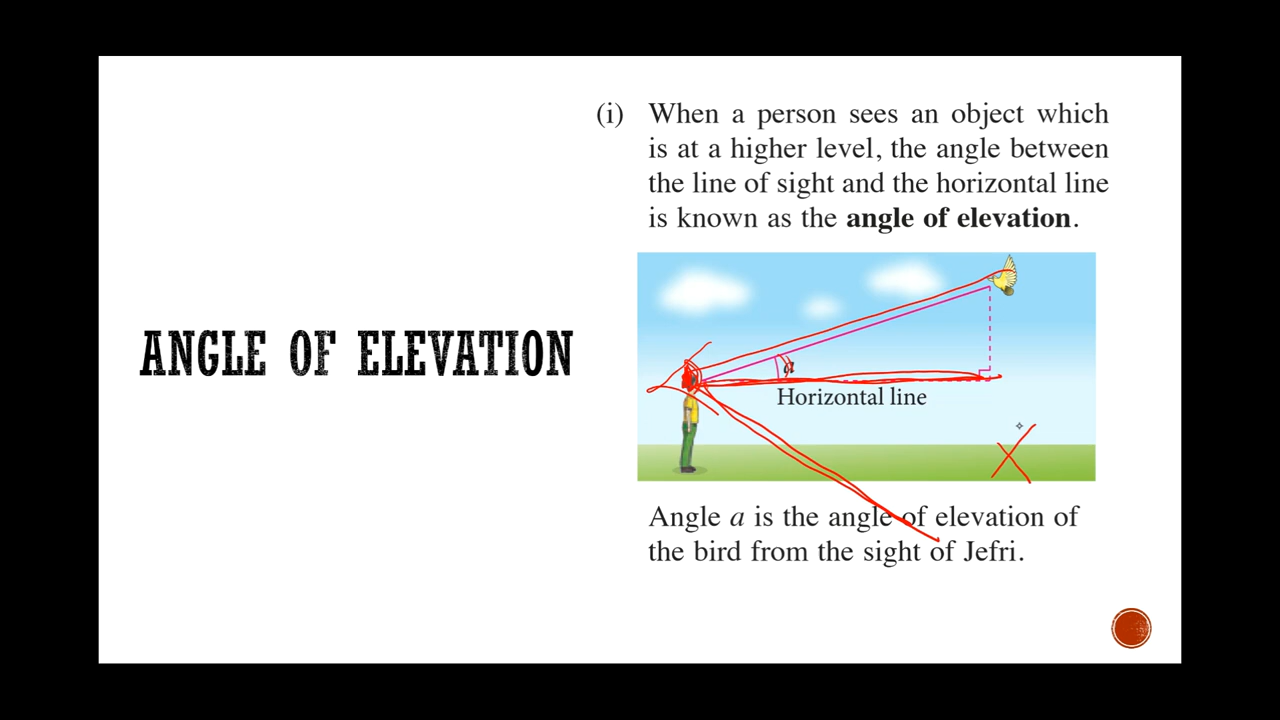 (i) When a person sees an object which
is at a higher level, the angle between
the line of sight and the horizontal line
is known as the angle of elevation.
ANGLE OF ELEVATION
a
Horizontal line
Angle a is the angle of elevation of
the bird from the sight of Jefri.